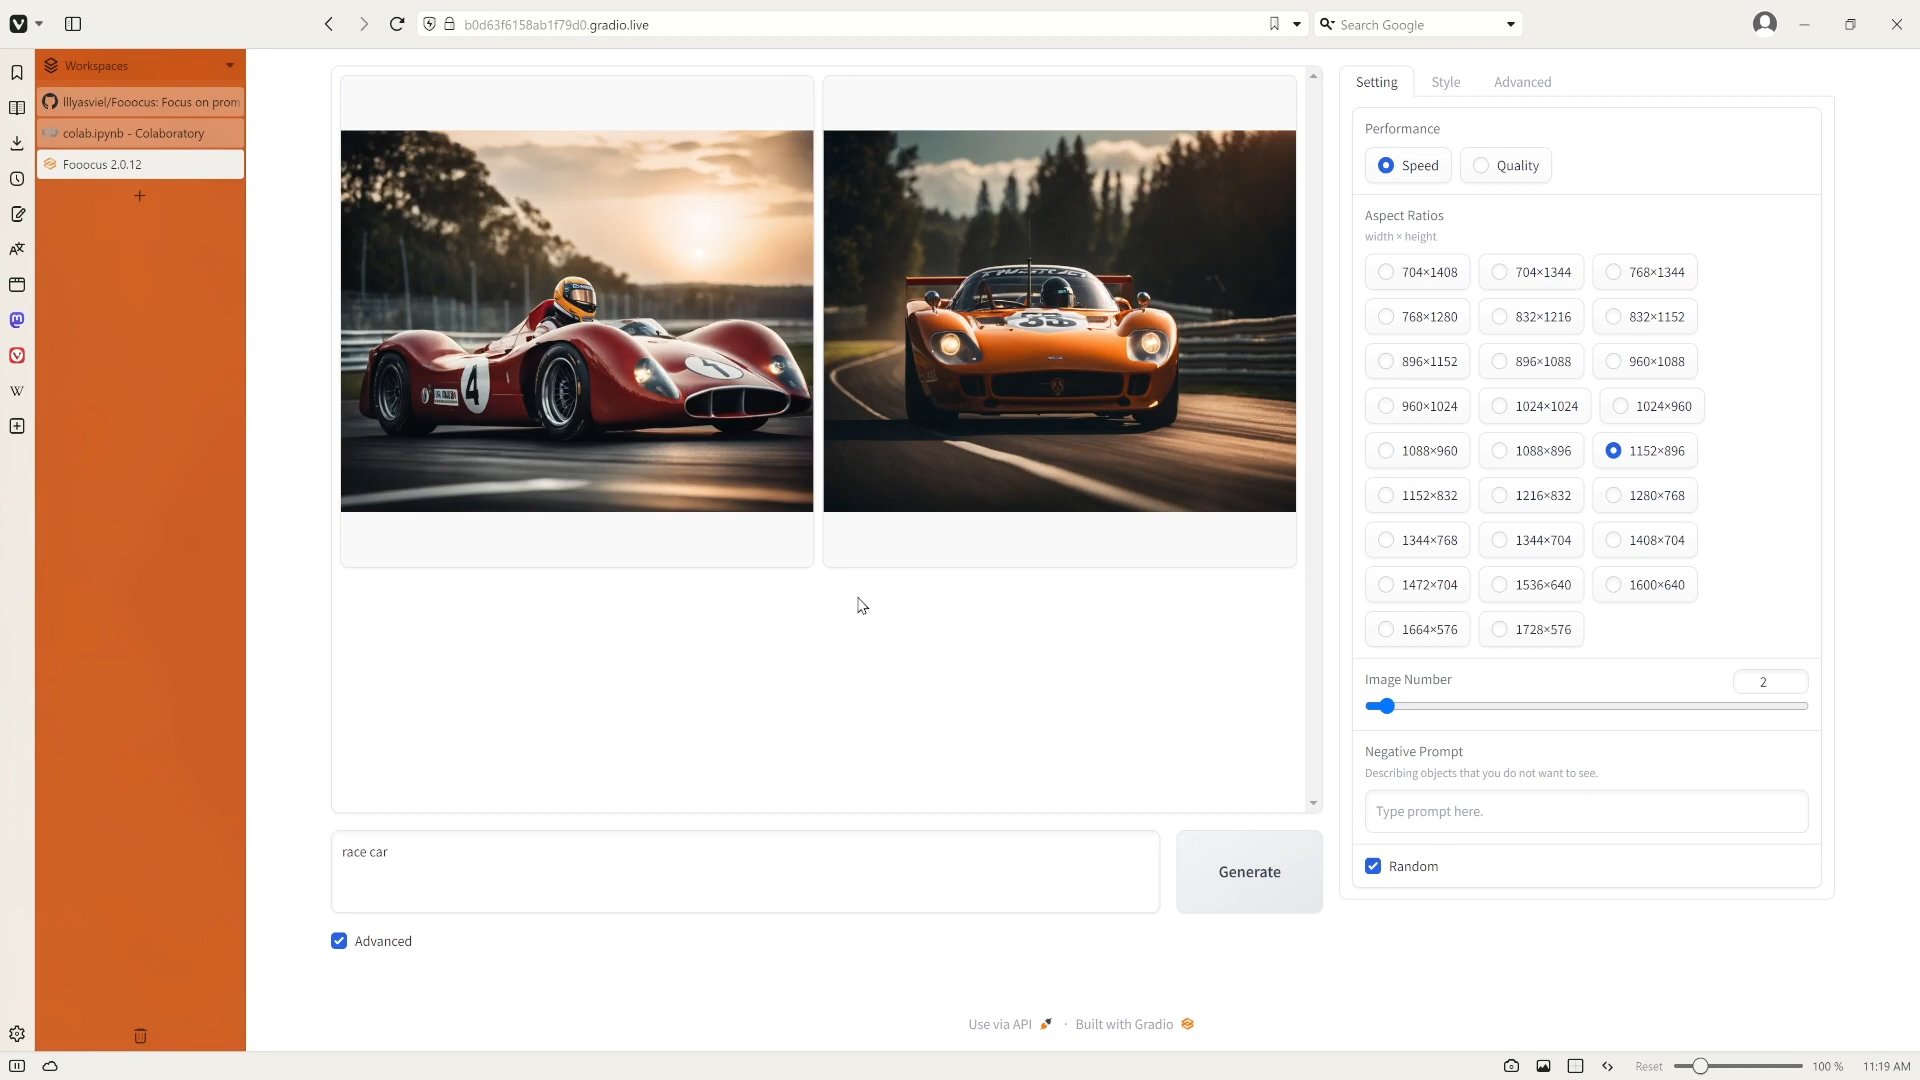 b0d63f6158ab1f79d0.gradio.live
Search Google
Workspaces
lllyasviel/Fooocus: Focus on prom
colab.ipynb - Colaboratory
Fooocus 2.0.12
4
1
33
Setting
Style
Advanced
Performance
Speed
Quality
Aspect Ratios
width × height
704×1408
704×1344
768×1344
768×1280
832×1216
832×1152
896×1152
896×1088
960×1088
960×1024
1024×1024
1024×960
1088×960
1088×896
1152×896
1152×832
1216×832
1280×768
1344×768
1344×704
1408×704
1472×704
1536×640
1600×640
1664×576
1728×576
Image Number
2
Negative Prompt
Describing objects that you do not want to see.
Type prompt here.
Random
race car
Generate
Advanced
Use via API
· Built with Gradio
Reset
100 %
11:19 AM